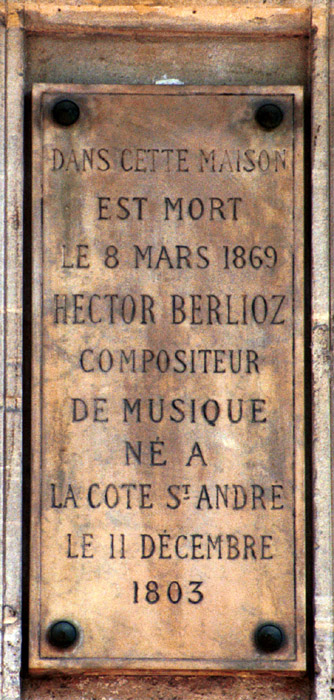 DANS CETTE MAISON
EST MORT
LE 8 MARS 1869
HECTOR BERLIOZ
COMPOSITEUR
DE MUSIQUE
NÉ A
LA COTE ST ANDRÉ
LE 11 DÉCEMBRE
1803